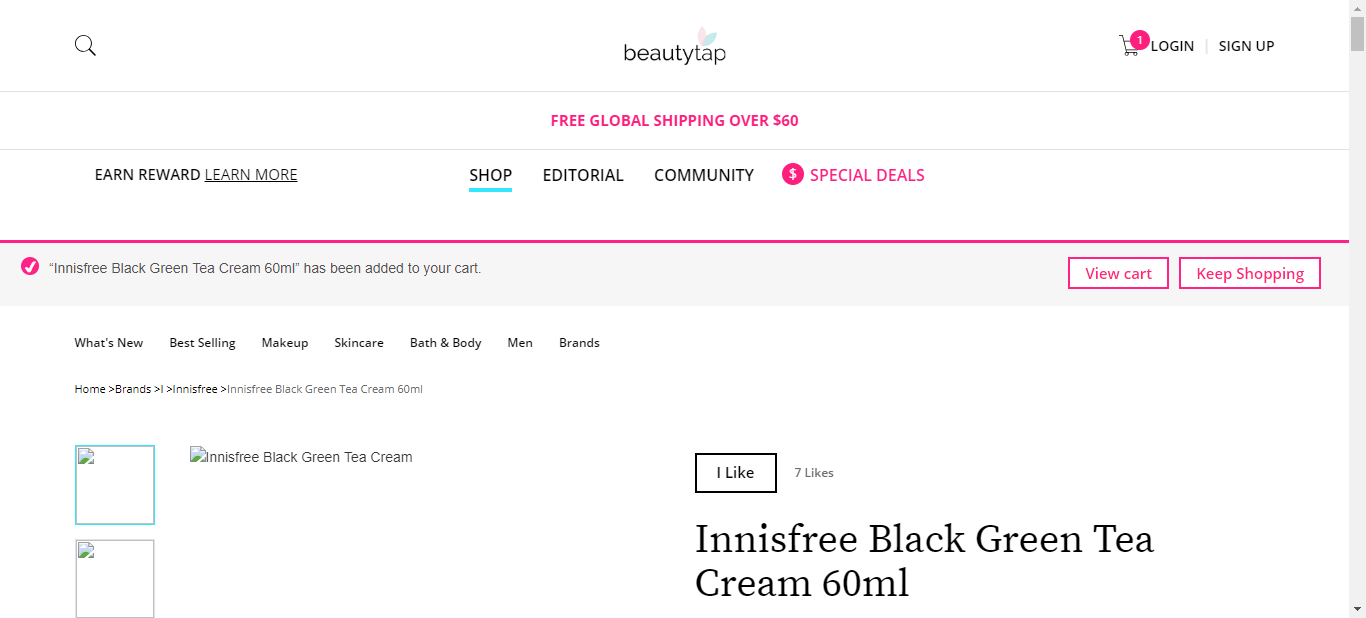 beautytap
1
LOGIN
SIGN UP
FREE GLOBAL SHIPPING OVER $60
EARN REWARD LEARN MORE
SHOP
EDITORIAL
COMMUNITY
$
SPECIAL DEALS
“Innisfree Black Green Tea Cream 60ml” has been added to your cart.
View cart
Keep Shopping
What's New
Best Selling
Makeup
Skincare
Bath & Body
Men
Brands
Home >Brands >I >Innisfree >Innisfree Black Green Tea Cream 60ml
Innisfree Black Green Tea Cream
I Like
7 Likes
Innisfree Black Green Tea
Cream 60ml